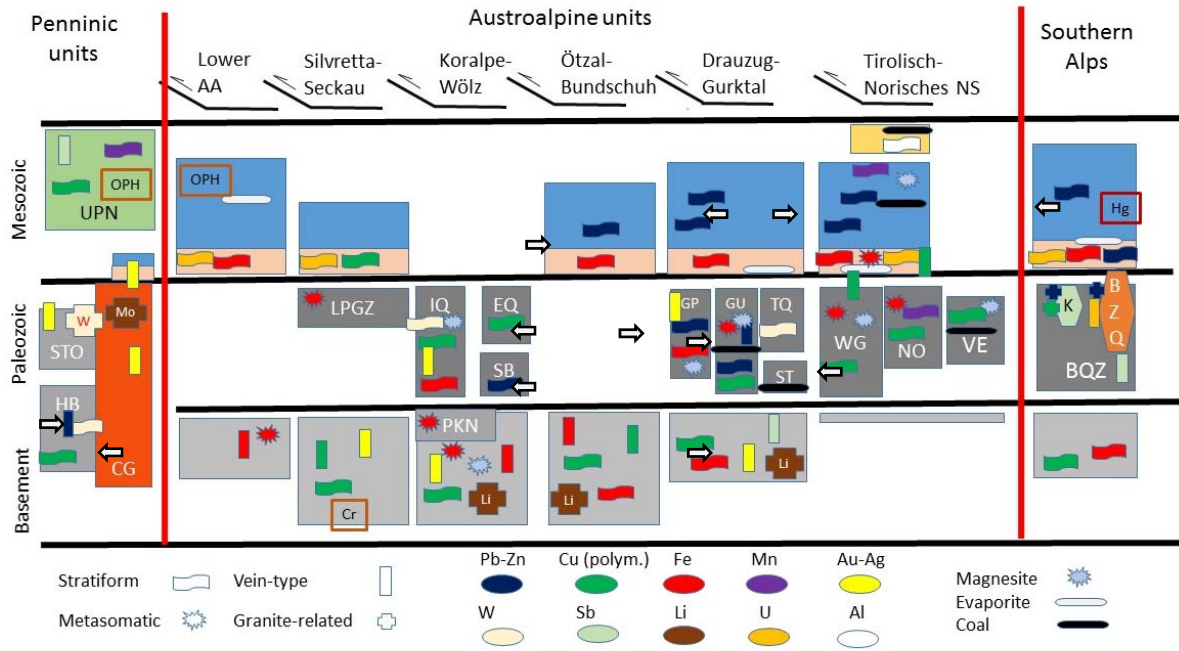 Penninic
units
Austroalpine units
Southern
Alps
Lower
AA
Silvretta-
Seckau
Koralpe-
Wölz
Ötzal-
Bundschuh
Drauzug-
Gurktal
Tirolisch-
Norisches NS
Mesozoic
OPH
UPN
OPH
Hg
Paleozoic
W
Mo
STO
LPGZ
IQ
EQ
SB
GP
GU
TQ
ST
WG
NO
VE
K
B
Z
Q
BQZ
Basement
HB
CG
PKN
Cr
Li
Li
Li
Stratiform
Vein-type
Metasomatic
Granite-related
Pb-Zn
Cu (polym.)
Fe
Mn
Au-Ag
W
Sb
Li
U
Al
Magnesite
Evaporite
Coal